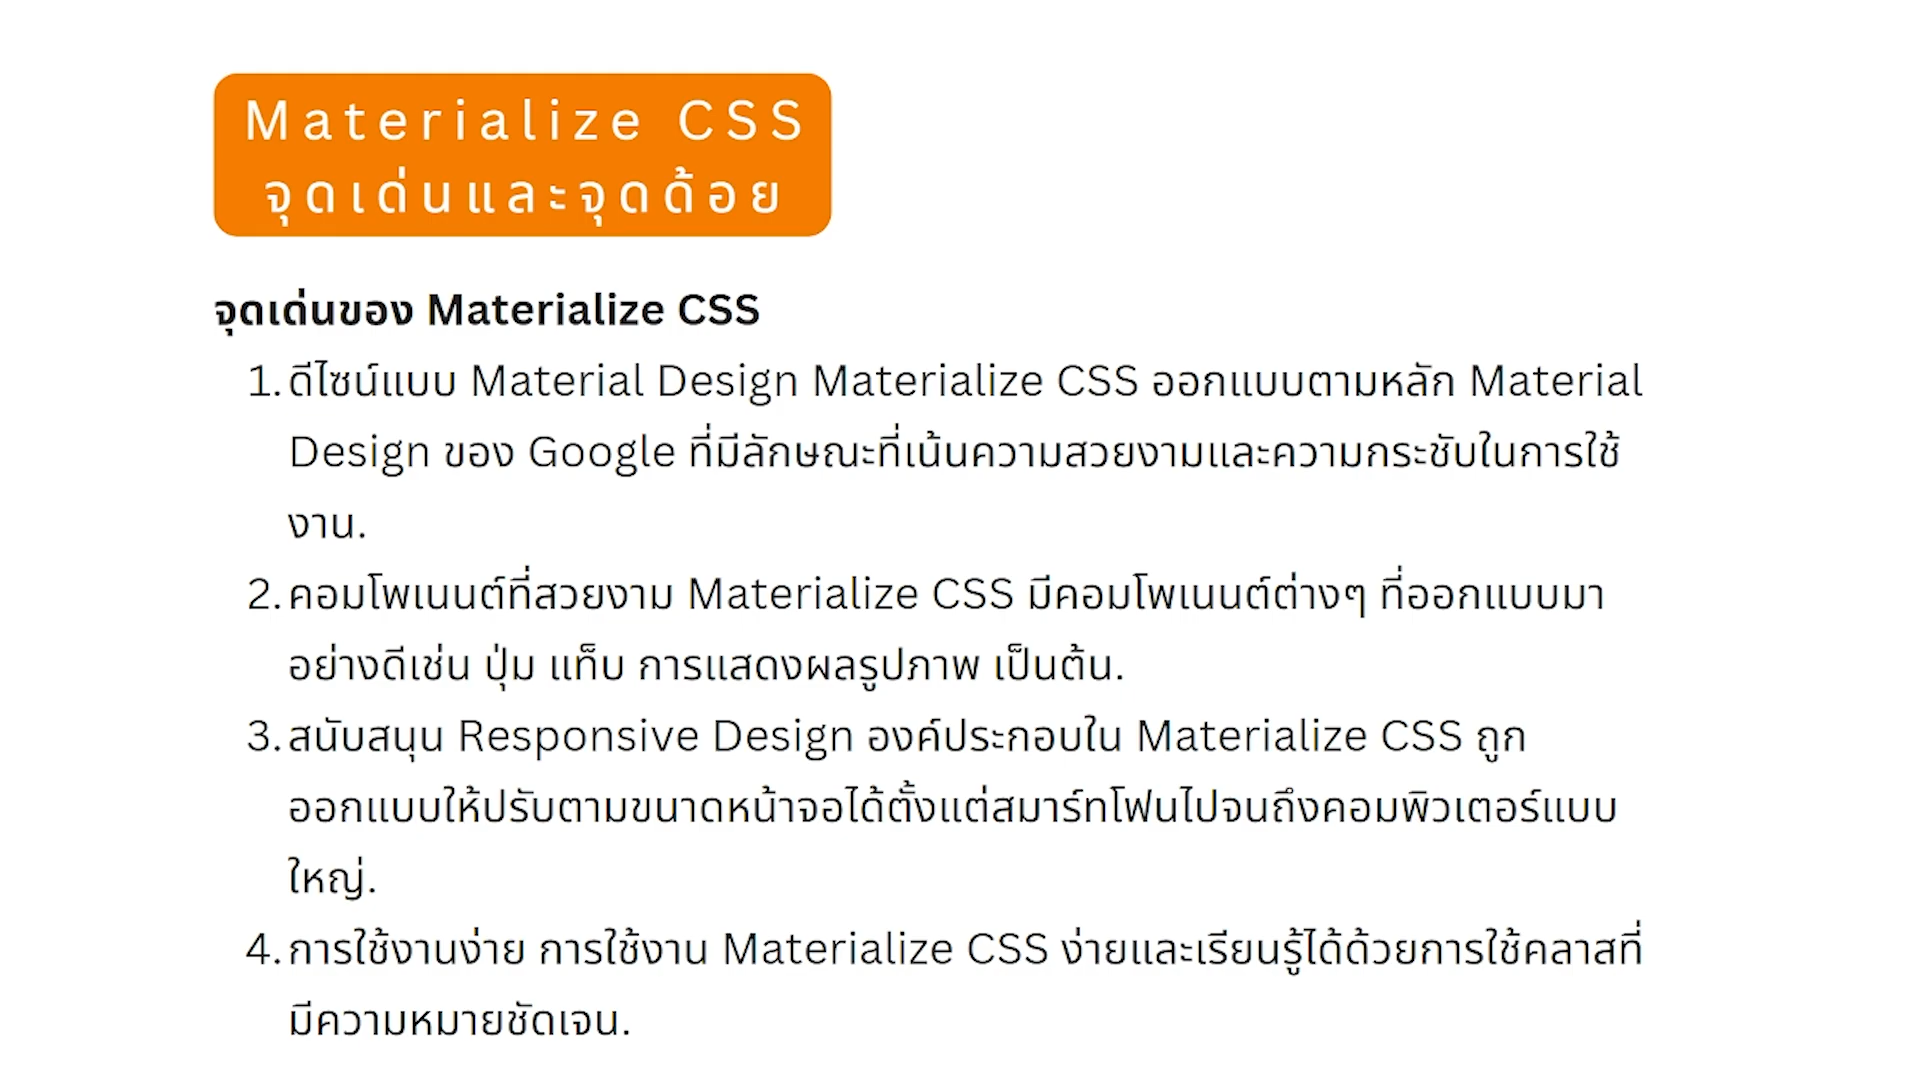 Materialize CSS
จุดเด่นและจุดด้อย
จุดเด่นของ Materialize CSS
1. ดีไซน์แบบ Material Design Materialize CSS ออกแบบตามหลัก Material
Design ของ Google ที่มีลักษณะที่เน้นความสวยงามและความกระชับในการใช้
งาน.
2. คอมโพเนนต์ที่สวยงาม Materialize CSS มีคอมโพเนนต์ต่างๆ ที่ออกแบบมา
อย่างดีเช่น ปุ่ม แท็บ การแสดงผลรูปภาพ เป็นต้น.
3. สนับสนุน Responsive Design องค์ประกอบใน Materialize CSS ถูก
ออกแบบให้ปรับตามขนาดหน้าจอได้ตั้งแต่สมาร์ทโฟนไปจนถึงคอมพิวเตอร์แบบ
ใหญ่.
4. การใช้งานง่าย การใช้งาน Materialize CSS ง่ายและเรียนรู้ได้ด้วยการใช้คลาสที่
มีความหมายชัดเจน.